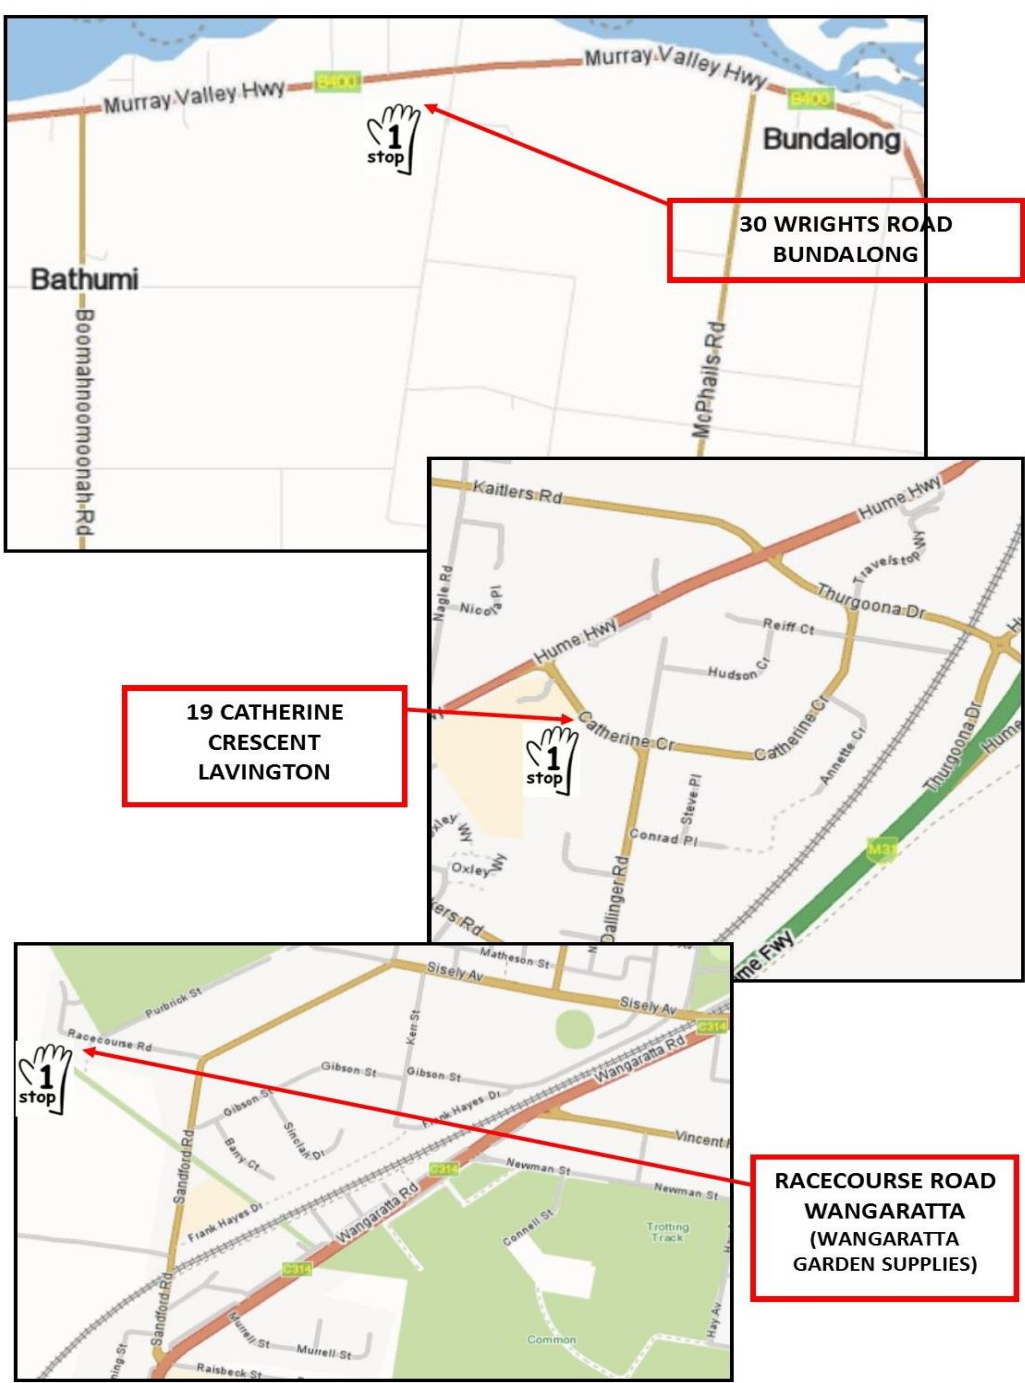 Murray Valley Hwy
B400
Murray Valley Hwy
B400
Bundalong
1
stop
30 WRIGHTS ROAD
BUNDALONG
Bathumi
Boomahnoomoonah Rd
McPhails Rd
Kaitlers Rd
Hume Hwy
Nagle Rd
Nicola Pl
Travelstop Wy
Thurgoona Dr
Reiff Ct
Hume Hwy
Hudson Cr
19 CATHERINE
CRESCENT
LAVINGTON
Catherine Cr
Catherine Cr
1
stop
Annette Cr
Thurgoona Dr
Hume
Steve Pl
Conrad Pl
M31
Wy
Oxley Wy
Dallinger Rd
Rd
Fwy
Matheson St
Sisely Av
Sisely Av
C314
Purbrick St
Racecourse Rd
Kerr St
Wangaratta Rd
1
stop
Gibson St
Gibson St
Gibson St
Frank Hayes Dr
Sinclair Dr
Barry Ct
Vincent
Sandford Rd
C314
Newman St
Newman St
RACECOURSE ROAD
WANGARATTA
(WANGARATTA
GARDEN SUPPLIES)
Frank Hayes Dr
Wangaratta Rd
Connell St
Trotting
Track
C314
Sandford Rd
Hay Av
Murrell St
Murrell St
Common
St
Raisbeck St